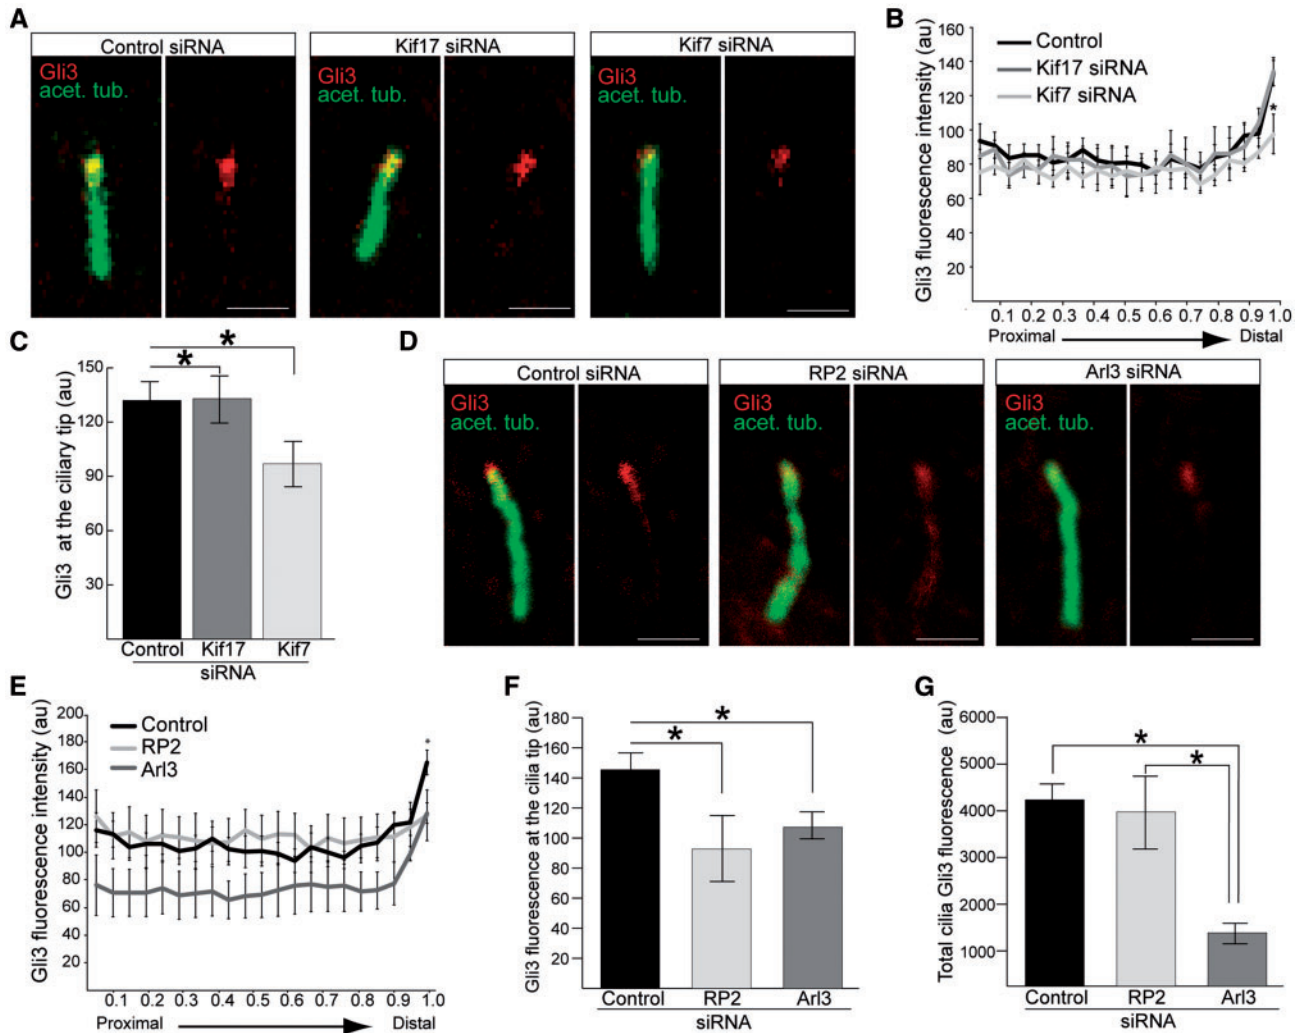 A
Control siRNA
Kif17 siRNA
Kif7 siRNA
Gli3
acet. tub.
Gli3
acet. tub.
Gli3
acet. tub.
B
Gli3 fluorescence intensity (au)
160
140
120
100
80
60
40
20
Control
Kif17 siRNA
Kif7 siRNA
*
0.1 0.2 0.3 0.4 0.5 0.6 0.7 0.8 0.9 1.0
Proximal Distal
C
Gli3 at the ciliary tip (au)
150
130
90
60
30
*
*
Control Kif17 Kif7
siRNA
D
Control siRNA
RP2 siRNA
Arl3 siRNA
Gli3
acet. tub.
Gli3
acet. tub.
Gli3
acet. tub.
E
Gli3 fluorescence intensity (au)
200
180
160
140
120
100
80
60
40
20
Control
RP2
Arl3
*
0.1 0.2 0.3 0.4 0.5 0.6 0.7 0.8 0.9 1.0
Proximal Distal
F
Gli3 fluorescence at the cilia tip (au)
180
160
140
120
100
80
60
40
20
*
*
Control RP2 Arl3
siRNA
G
Total cilia Gli3 fluorescence (au)
6000
5000
4000
3000
2000
1000
*
*
Control RP2 Arl3
siRNA